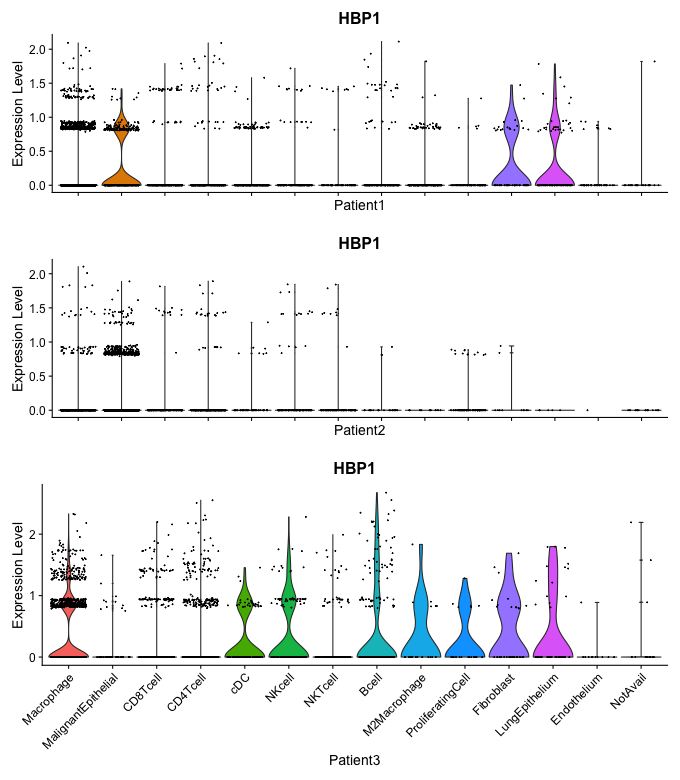 HBP1
Expression Level
2.0
1.5
1.0
0.5
0.0
Patient1
HBP1
Expression Level
2.0
1.5
1.0
0.5
0.0
Patient2
HBP1
Expression Level
2
1
0
Macrophage
MalignantEpithelial
CD8Tcell
CD4Tcell
cDC
NKcell
NKTcell
Bcell
M2Macrophage
ProliferatingCell
Fibroblast
LungEpithelium
Endothelium
NotAvail
Patient3